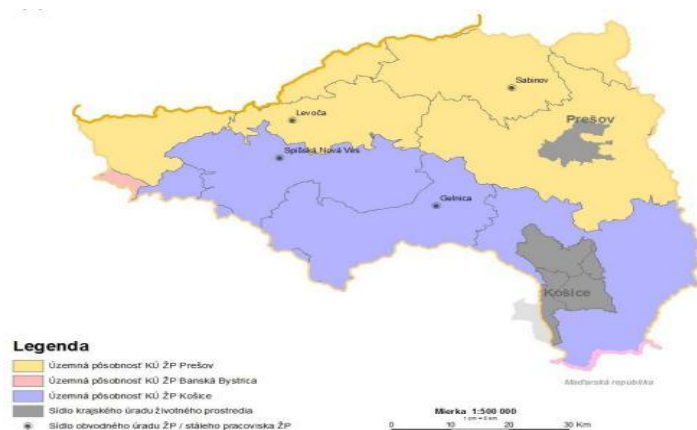 Sabinov
Levoča
Prešov
Spišská Nová Ves
Gelnica
Košice
Legenda
Územná pôsobnosť KÚ ŽP Prešov
Územná pôsobnosť KÚ ŽP Banská Bystrica
Územná pôsobnosť KÚ ŽP Košice
Sídlo krajského úradu životného prostredia
Sídlo obvodného úradu ŽP / stáleho pracoviska ŽP
Maďarská republika
Mierka 1:500 000
0 10 20 30 Km